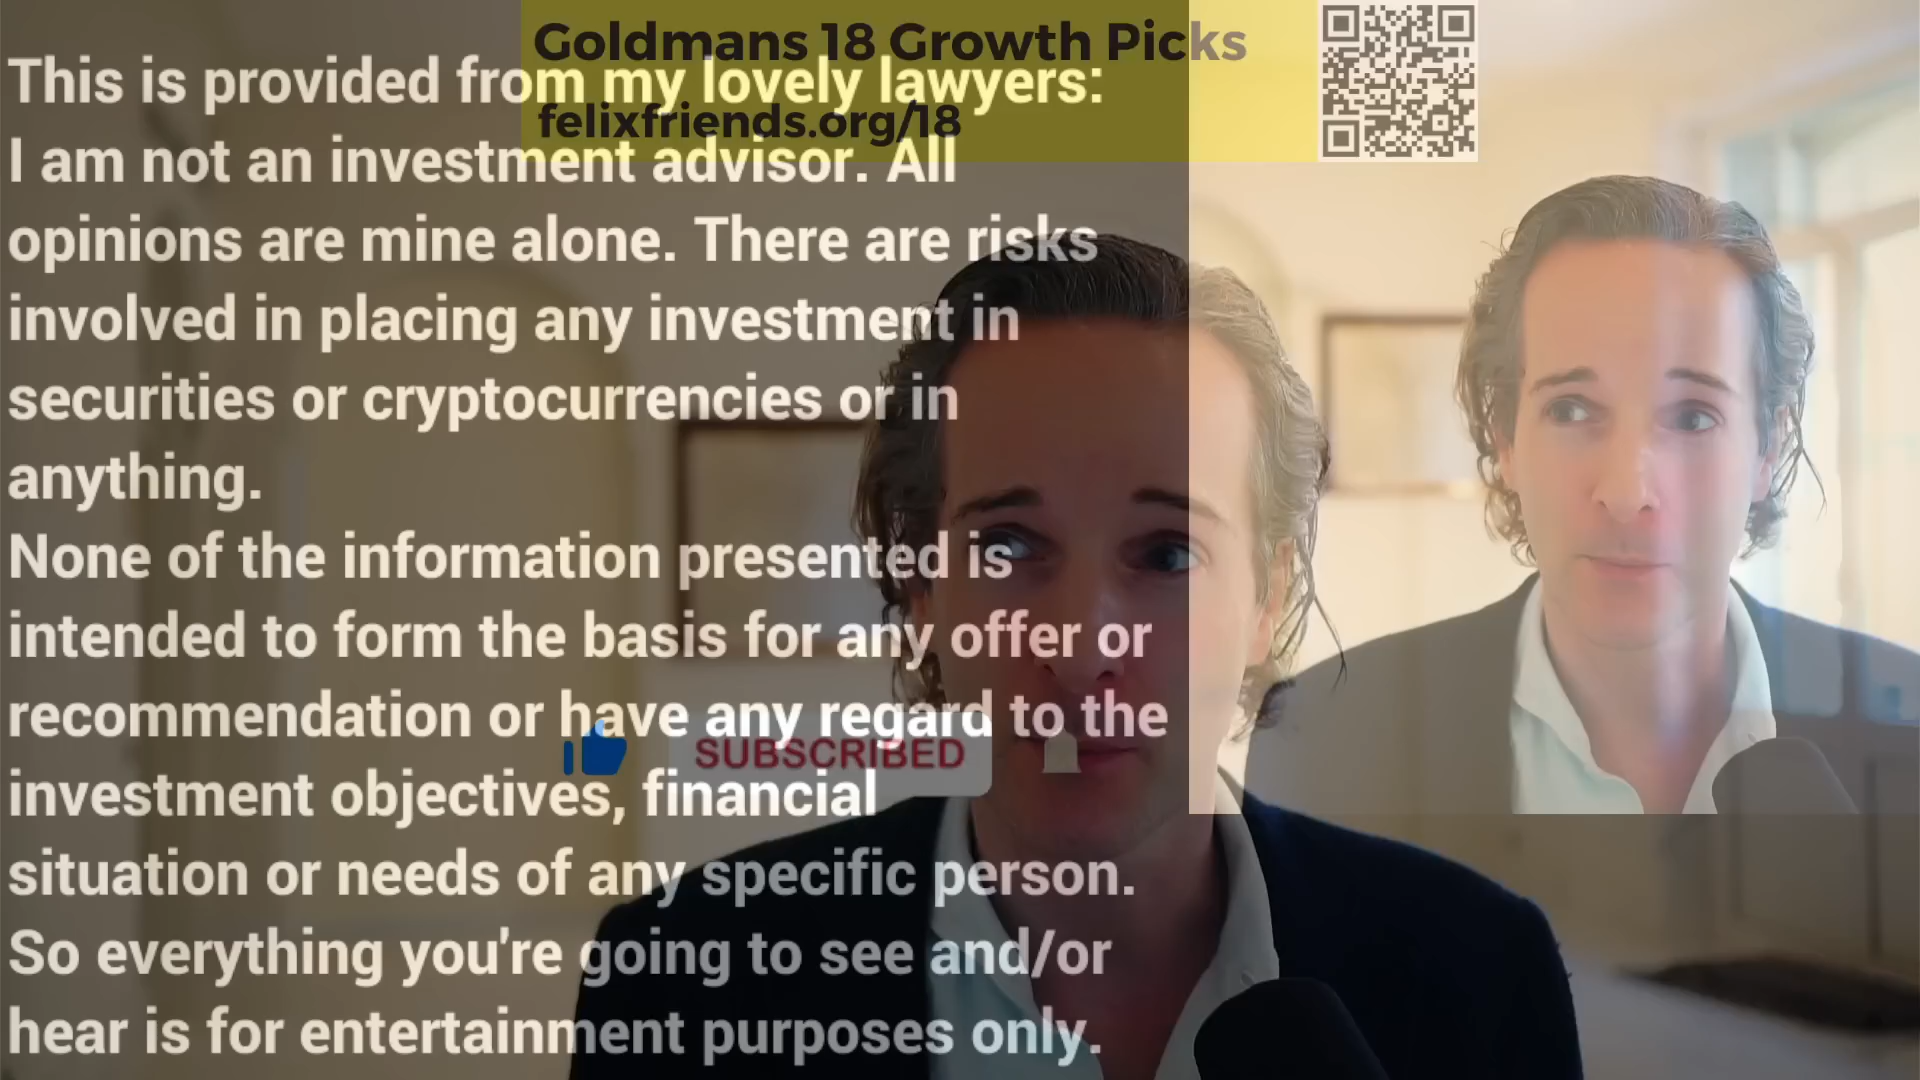 Goldmans 18 Growth Picks
This is provided from my lovely lawyers:
felixfriends.org/18
I am not an investment advisor. All
opinions are mine alone. There are risks
involved in placing any investment in
securities or cryptocurrencies or in
anything.
None of the information presented is
intended to form the basis for any offer or
recommendation or have any regard to the
SUBSCRIBED
investment objectives, financial
situation or needs of any specific person.
So everything you're going to see and/or
hear is for entertainment purposes only.